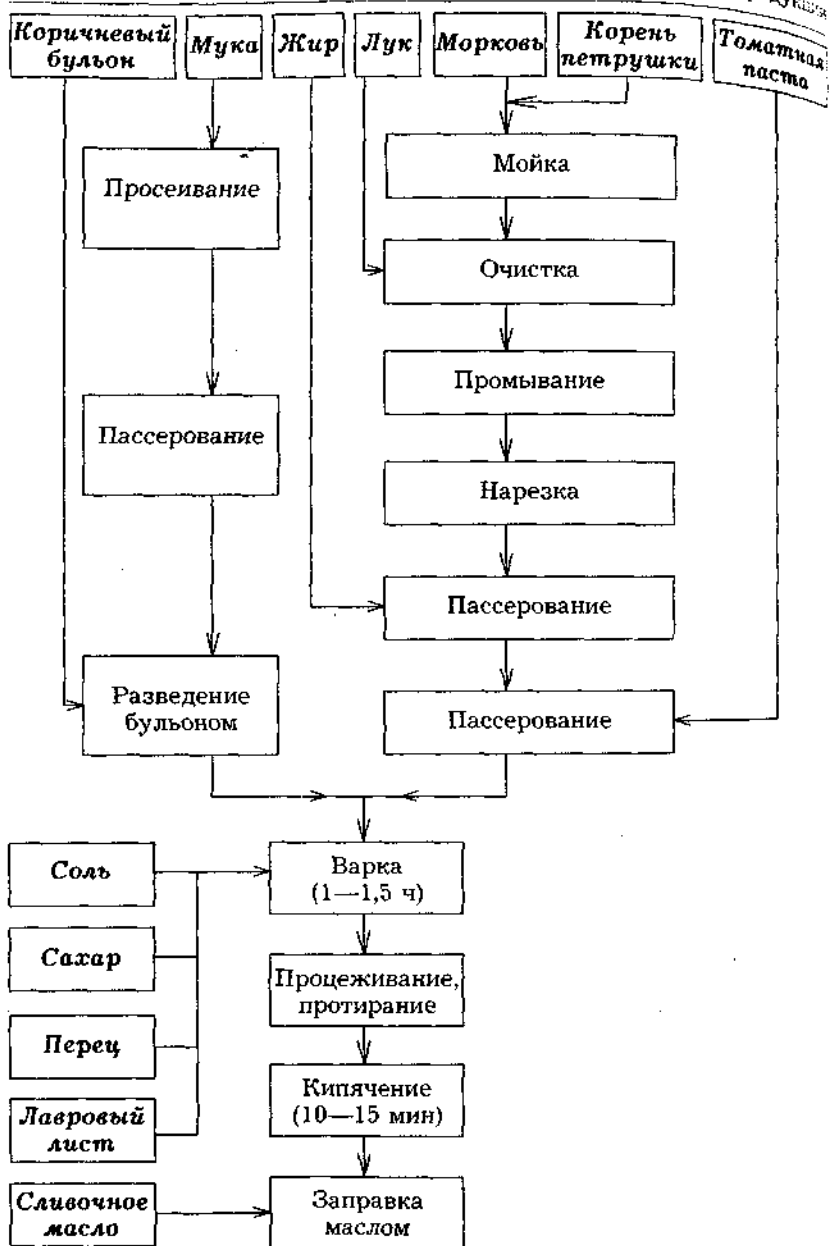 Коричневый
бульон
Мука
Жир
Лук
Морковь
Корень
петрушки
Томатная
паста
Просеивание
Мойка
Очистка
Промывание
Пассерование
Нарезка
Пассерование
Разведение
бульоном
Пассерование
Соль
Варка
(1—1,5 ч)
Сахар
Процеживание,
протирание
Перец
Кипячение
(10—15 мин)
Лавровый
лист
Сливочное
масло
Заправка
маслом